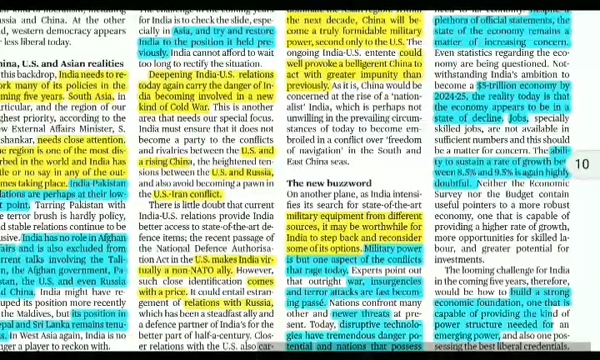 lusion and increasing
ussia and China. At the other
d, western democracy appears
r less liberal today.
hina, U.S. and Asian realities
this backdrop, India needs to re-
ork many of its policies in the
ming five years. South Asia, in
rticular, and the region of our
ghest priority, according to the
w External Affairs Minister, S.
shankar, needs close attention.
e region is one of the most dis-
rbed in the world and India has
tle or no say in any of the out-
mes taking place. India-Pakistan
lations are perhaps at their low-
t point. Tarring Pakistan with
e terror brush is hardly policy,
d stable relations continue to be
usive. India has no role in Afghan
fairs and is also excluded from
rrent talks involving the Tali-
n, the Afghan government, Pa-
stan, the U.S. and even Russia
d China. India might have re-
uped its position more recently
the Maldives, but its position in
epal and Sri Lanka remains tenu-
s. In West Asia, India is no
ger a player to reckon with.
for India is to check the slide, espe-
cially in Asia, and try and restore
India to the position it held pre-
viously. India cannot afford to wait
too long to rectify the situation.
Deepening India-U.S. relations
today again carry the danger of In-
dia becoming involved in a new
kind of Cold War. This is another
area that needs our special focus.
India must ensure that it does not
become a party to the conflicts
and rivalries between the U.S. and
a rising China, the heightened ten-
sions between the U.S. and Russia,
and also avoid becoming a pawn in
the U.S.-Iran conflict.
There is little doubt that current
India-U.S. relations provide India
better access to state-of-the-art de-
fence items; the recent passage of
the National Defence Authorisa-
tion Act in the U.S. makes India vir-
tually a non-NATO ally. However,
such close identification comes
with a price. It could entail estran-
gement of relations with Russia,
which has been a steadfast ally and
a defence partner of India's for the
better part of half-a-century. Clos-
er relations with the U.S. also car-
the next decade, China will be-
come a truly formidable military
power, second only to the U.S. The
ongoing India-U.S. entente could
well provoke a belligerent China to
act with greater impunity than
previously. As it is, China would be
concerned at the rise of a 'nation-
alist' India, which is perhaps not
unwilling in the prevailing circum-
stances of today to become em-
broiled in a conflict over 'freedom
of navigation' in the South and
East China seas.
The new buzzword
On another plane, as India intensi-
fies its search for state-of-the-art
military equipment from different
sources, it may be worthwhile for
India to step back and reconsider
some of its options. Military power
is but one aspect of the conflicts
that rage today. Experts point out
that outright war, insurgencies
and terror attacks are fast becom-
ing passé. Nations confront many
other and newer threats at pre-
sent. Today, disruptive technolo-
gies have tremendous danger po-
tential and nations that possess
plethora of official statements, the
state of the economy remains a
matter of increasing concern.
Even statistics regarding the eco-
nomy are being questioned. Not-
withstanding India's ambition to
become a $5-trillion economy by
2024-25, the reality today is that
the economy appears to be in a
state of decline. Jobs, specially
skilled jobs, are not available in
sufficient numbers and this should
be a matter for concern. The abil-
ity to sustain a rate of growth be
ween 8.5% and 9.5% is again highly
doubtful. Neither the Economic
Survey nor the Budget contain
useful pointers to a more robust
economy, one that is capable of
providing a higher rate of growth,
more opportunities for skilled la-
bour, and greater potential for
investments.
The looming challenge for India
in the coming five years, therefore,
would be how to build a strong
economic foundation, one that is
capable of providing the kind of
power structure needed for an
emerging power, and also one pos-
sessing the best liberal credentials.
10